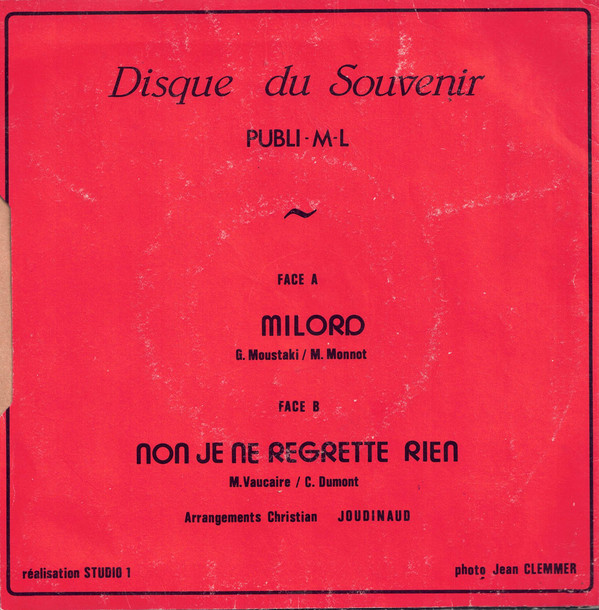 Disque du Souvenir
PUBLI-M-L
~
FACE A
MILORD
G. Moustaki / M. Monnot
FACE B
NON JE NE REGRETTE RIEN
M.Vaucaire / C. Dumont
Arrangements Christian JOUDINAUD
réalisation STUDIO 1
photo Jean CLEMMER